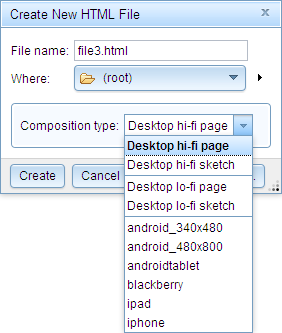 Create New HTML File
File name: file3.html
Where: (root)
Composition type: Desktop hi-fi page
Desktop hi-fi page
Desktop hi-fi sketch
Desktop lo-fi page
Desktop lo-fi sketch
android_340x480
android_480x800
androidtablet
blackberry
ipad
iphone
Create Cancel